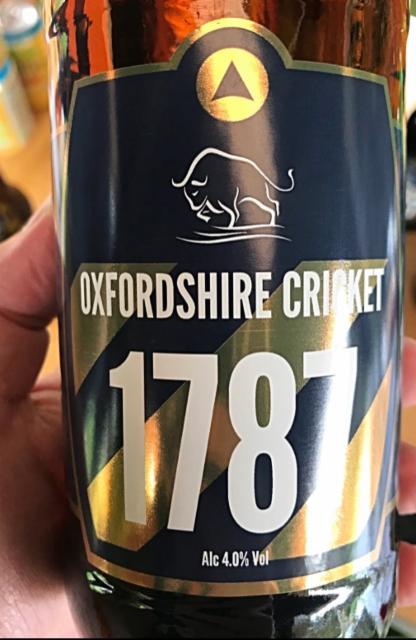 OXFORDSHIRE CRICKET
1787
Alc 4.0% Vol